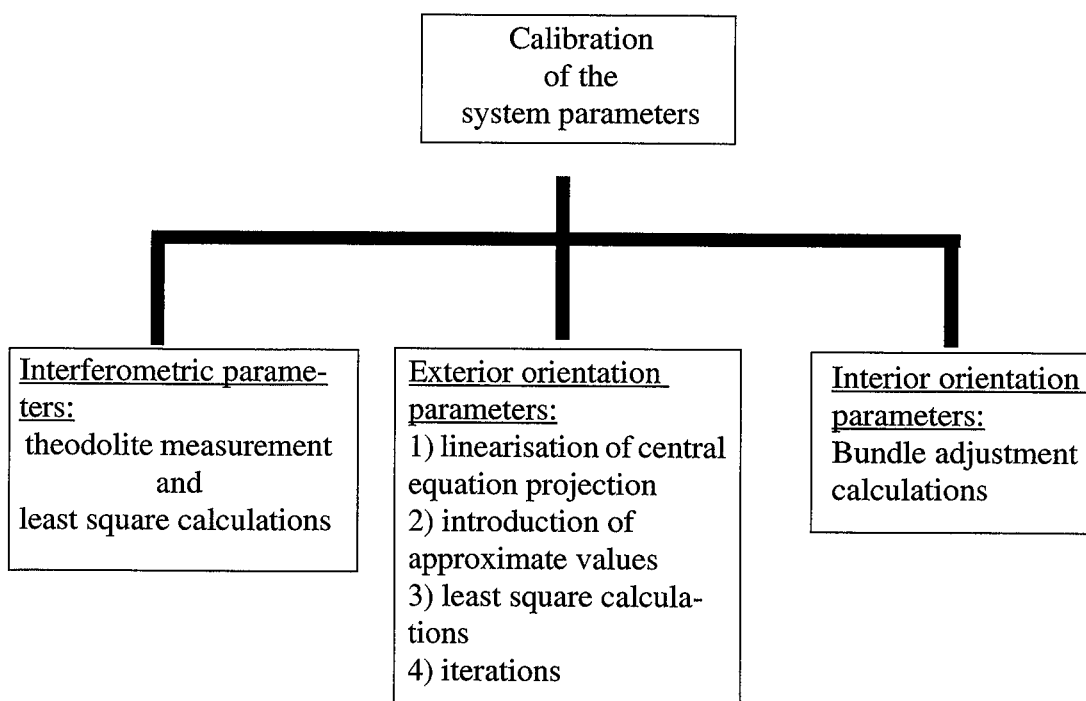 Calibration
of the
system parameters
Interferometric parame-
ters:
theodolite measurement
and
least square calculations
Exterior orientation
parameters:
1) linearisation of central
equation projection
2) introduction of
approximate values
3) least square calcula-
tions
4) iterations
Interior orientation
parameters:
Bundle adjustment
calculations